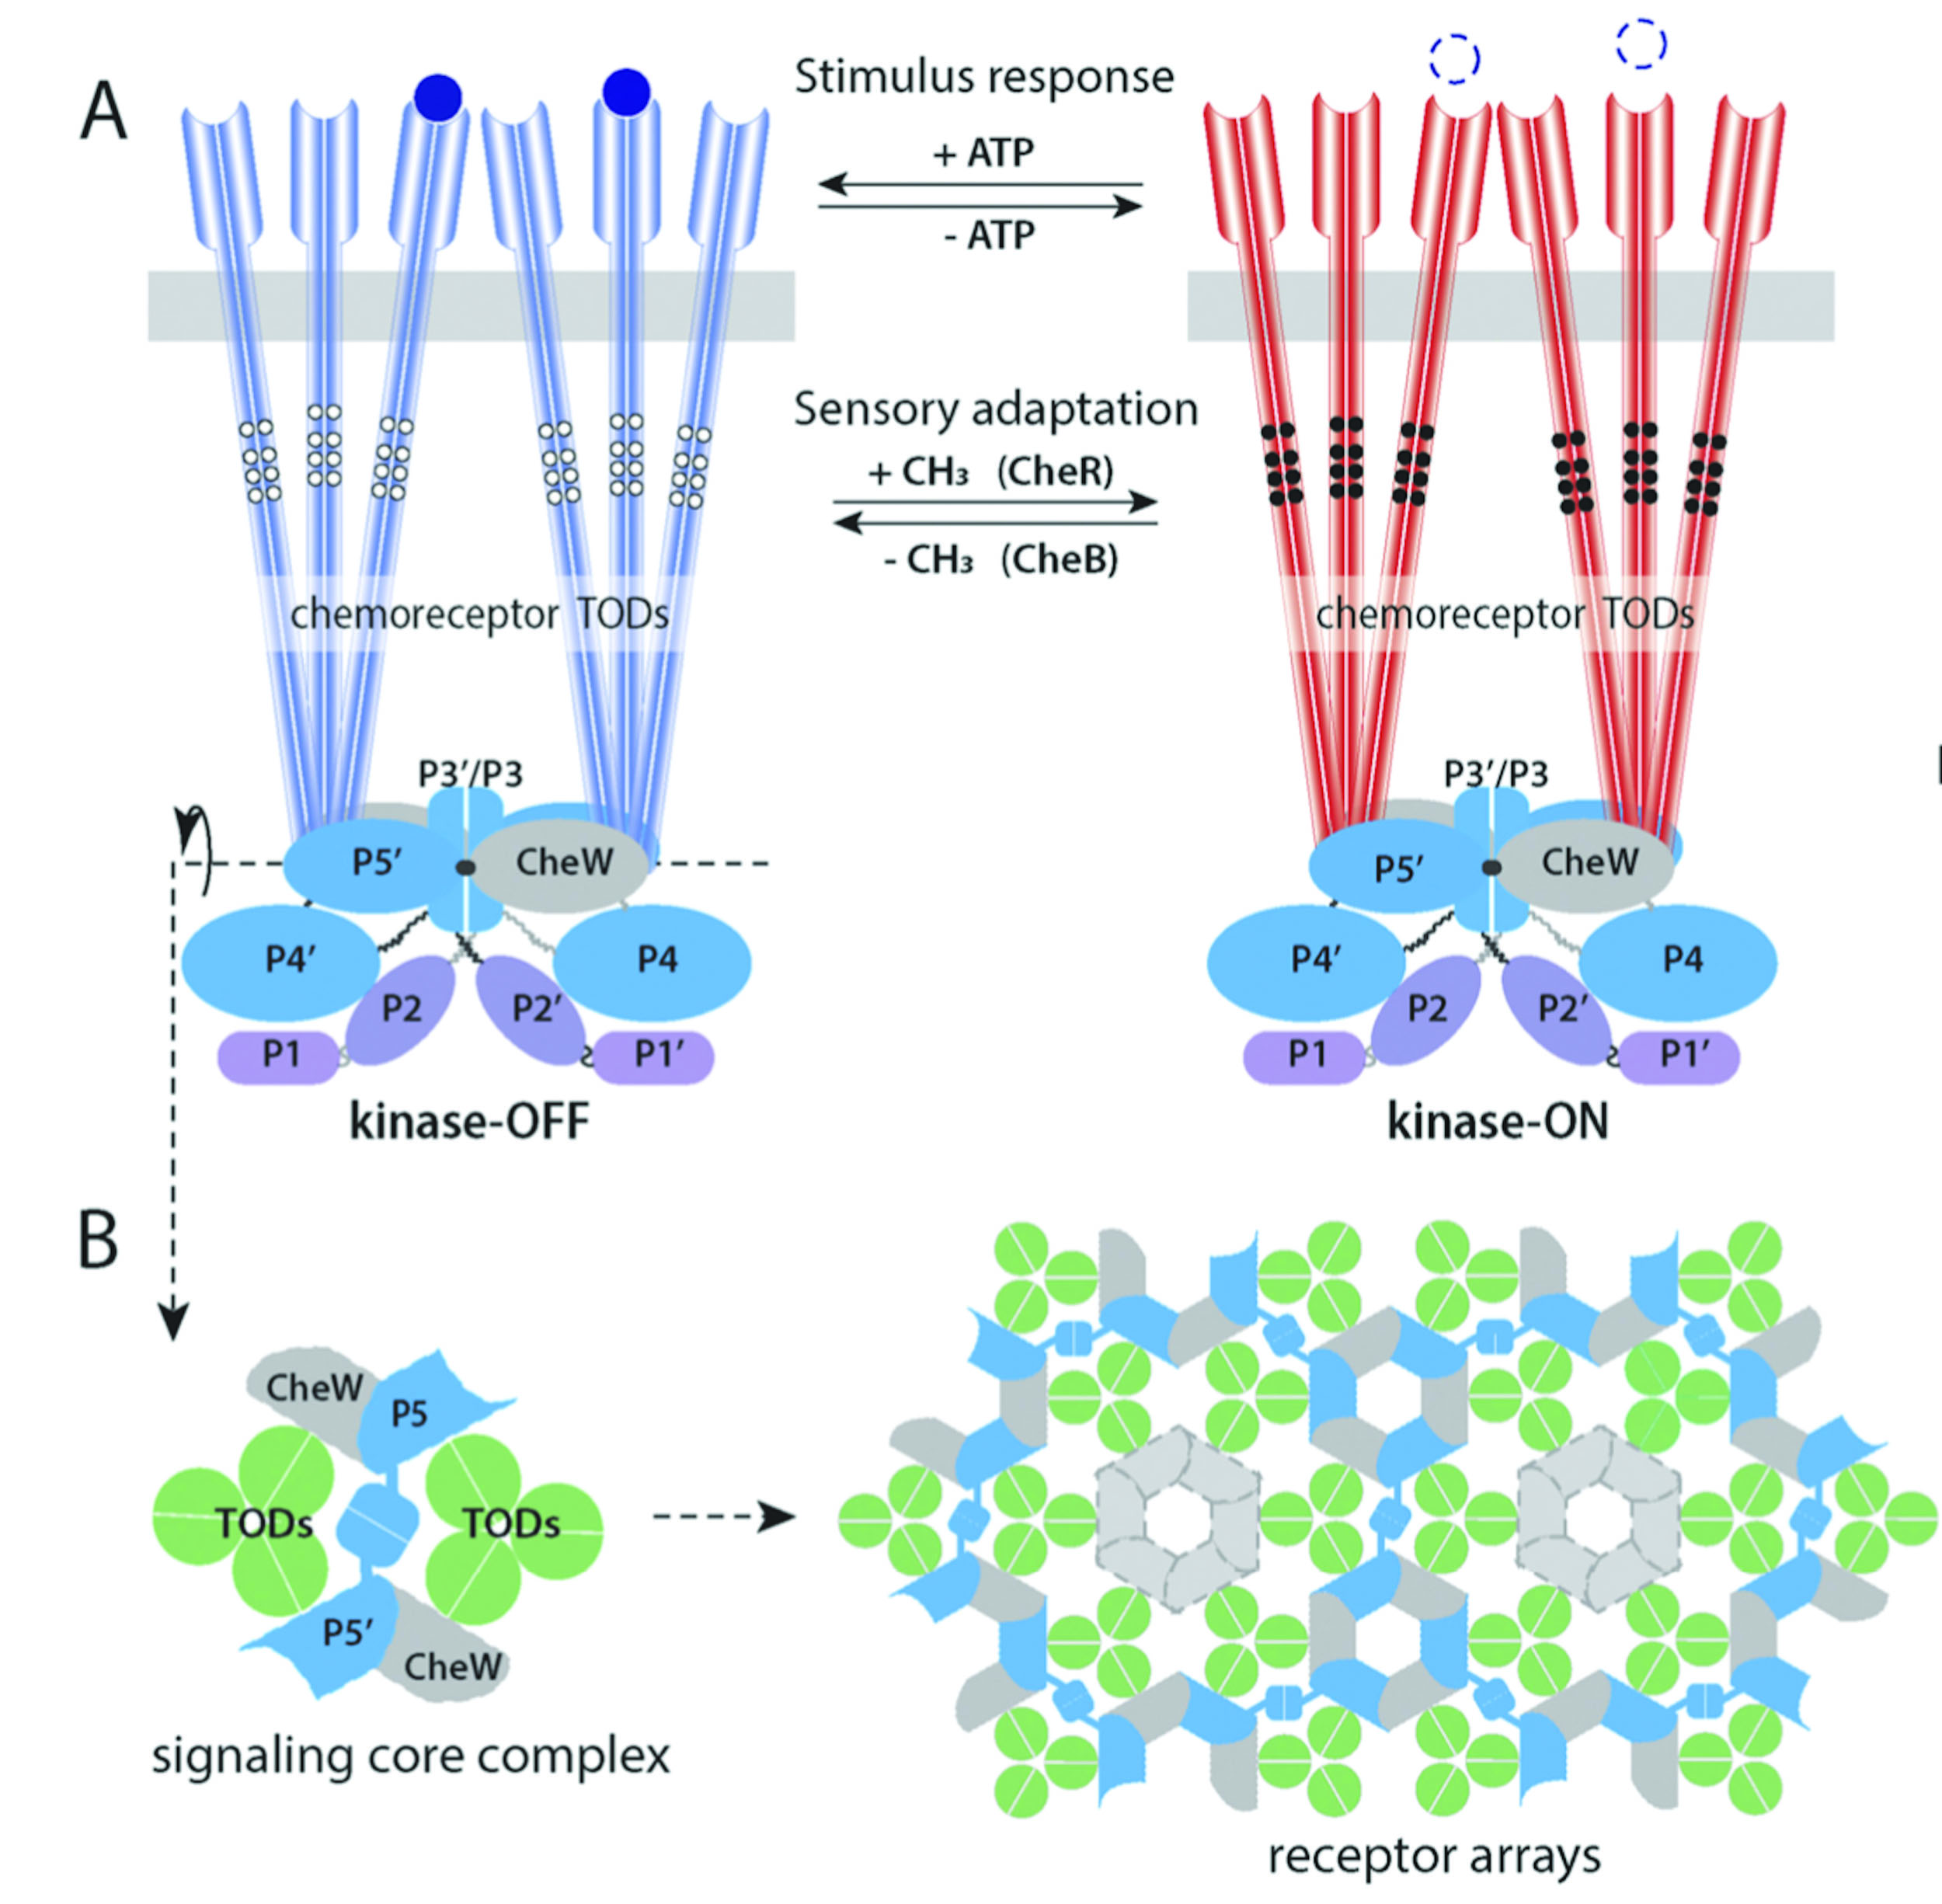 A
Stimulus response
+ ATP
- ATP
Sensory adaptation
+ CH₃ (CheR)
- CH₃ (CheB)
chemoreceptor TODs
chemoreceptor TODs
P3′/P3
P3′/P3
P5′
CheW
P5′
CheW
P4′
P4
P4′
P4
P2
P2′
P2
P2′
P1
P1′
P1
P1′
kinase-OFF
kinase-ON
B
CheW
P5
TODs
TODs
P5′
CheW
signaling core complex
receptor arrays